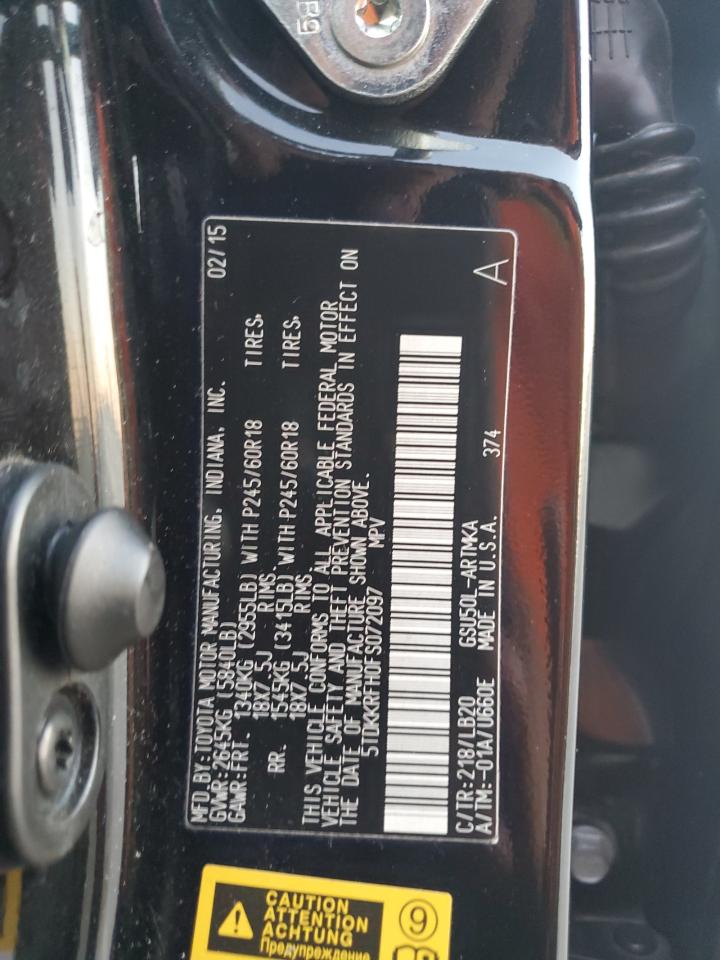 MFD.BY:TOYOTA MOTOR MANUFACTURING, INDIANA, INC. 02/15
GVWR:2645KG (5840LB)
GAWR:FRT. 1340KG (2955LB) WITH P245/60R18 TIRES,
18X7.5J RIMS.
RR. 1545KG (3415LB) WITH P245/60R18 TIRES,
18X7.5J RIMS
THIS VEHICLE CONFORMS TO ALL APPLICABLE FEDERAL MOTOR
VEHICLE SAFETY AND THEFT PREVENTION STANDARDS IN EFFECT ON
THE DATE OF MANUFACTURE SHOWN ABOVE.
5TDKKRFH0FS072097 MPV
C/TR:218/LB20 GSU50L-ARTMKA
A/TM:-01A/U660E MADE IN U.S.A. 374 A
CAUTION
ATTENTION
ACHTUNG
Предупреждение
9